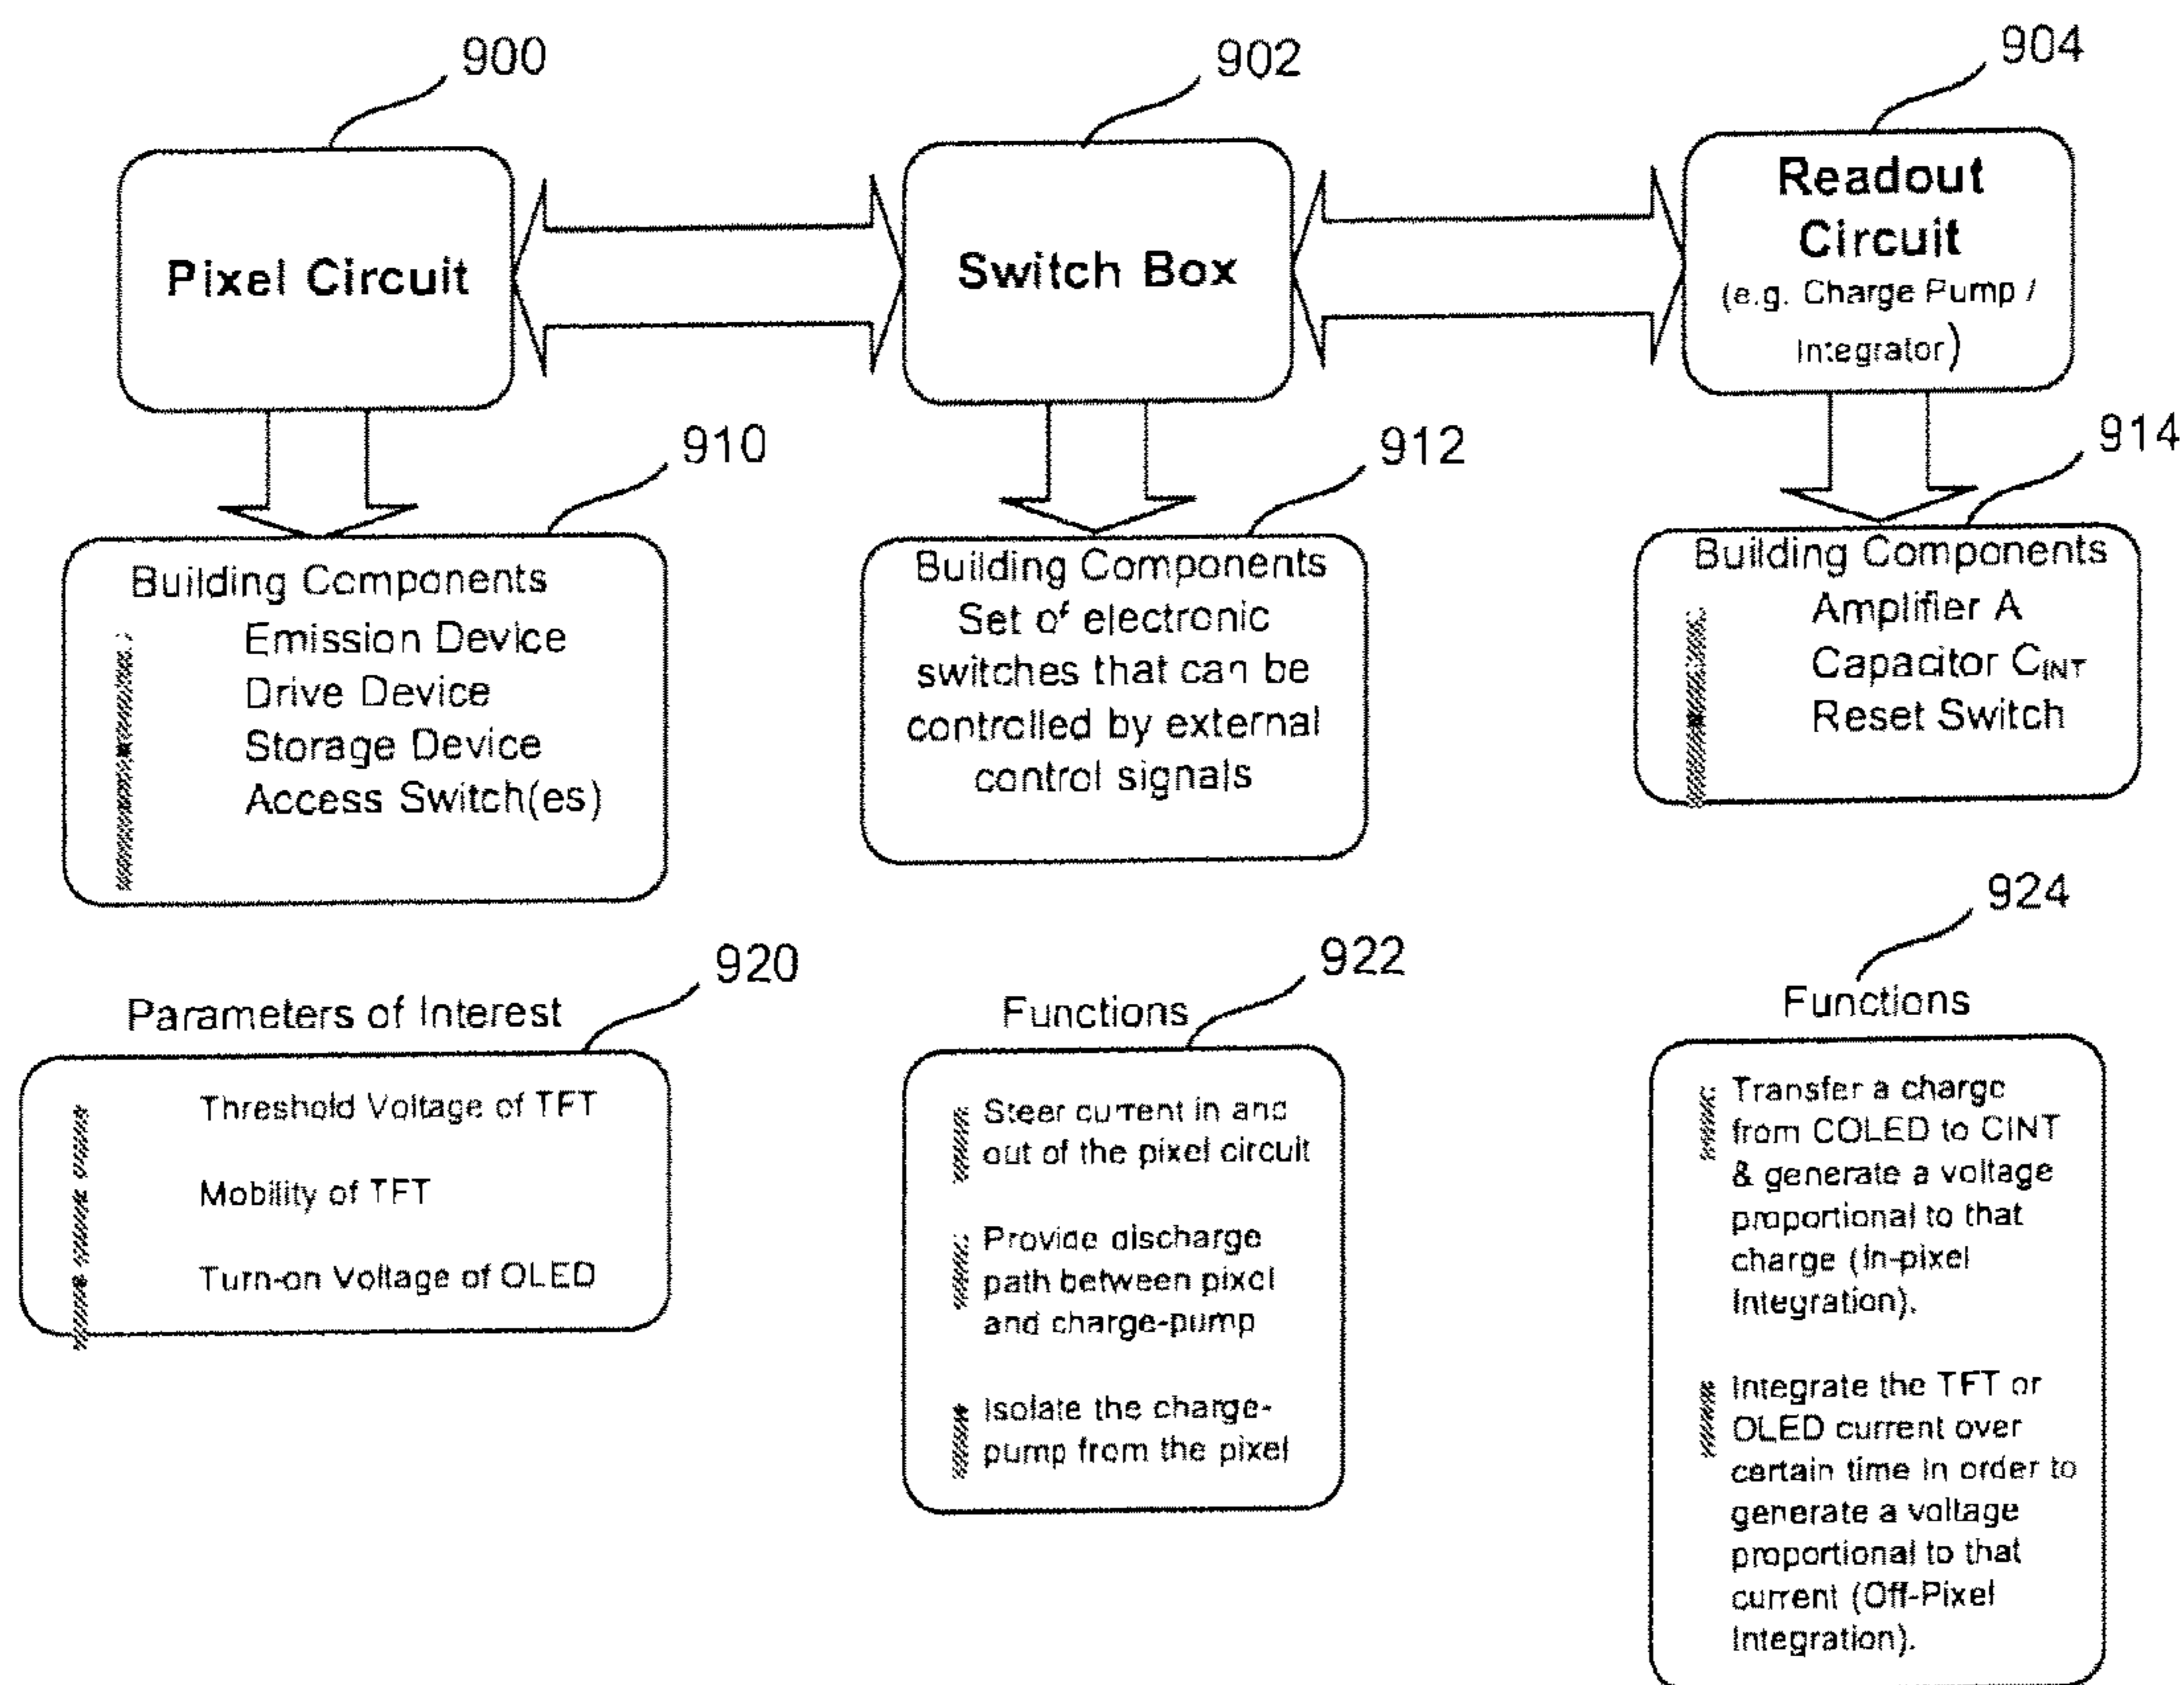 900
902
904
Pixel Circuit
Switch Box
Readout
Circuit
(e.g. Charge Pump /
Integrator)
910
912
914
Building Components
Emission Device
Drive Device
Storage Device
Access Switch(es)
Building Components
Set of electronic
switches that can be
controlled by external
control signals
Building Components
Amplifier A
Capacitor CINT
Reset Switch
920
922
924
Parameters of Interest
Threshold Voltage of TFT
Mobility of TFT
Turn-on Voltage of OLED
Functions
Steer current in and
out of the pixel circuit
Provide discharge
path between pixel
and charge-pump
Isolate the charge-
pump from the pixel
Functions
Transfer a charge
from COLED to CINT
& generate a voltage
proportional to that
charge (In-pixel
Integration).
Integrate the TFT or
OLED current over
certain time in order to
generate a voltage
proportional to that
current (Off-Pixel
Integration).